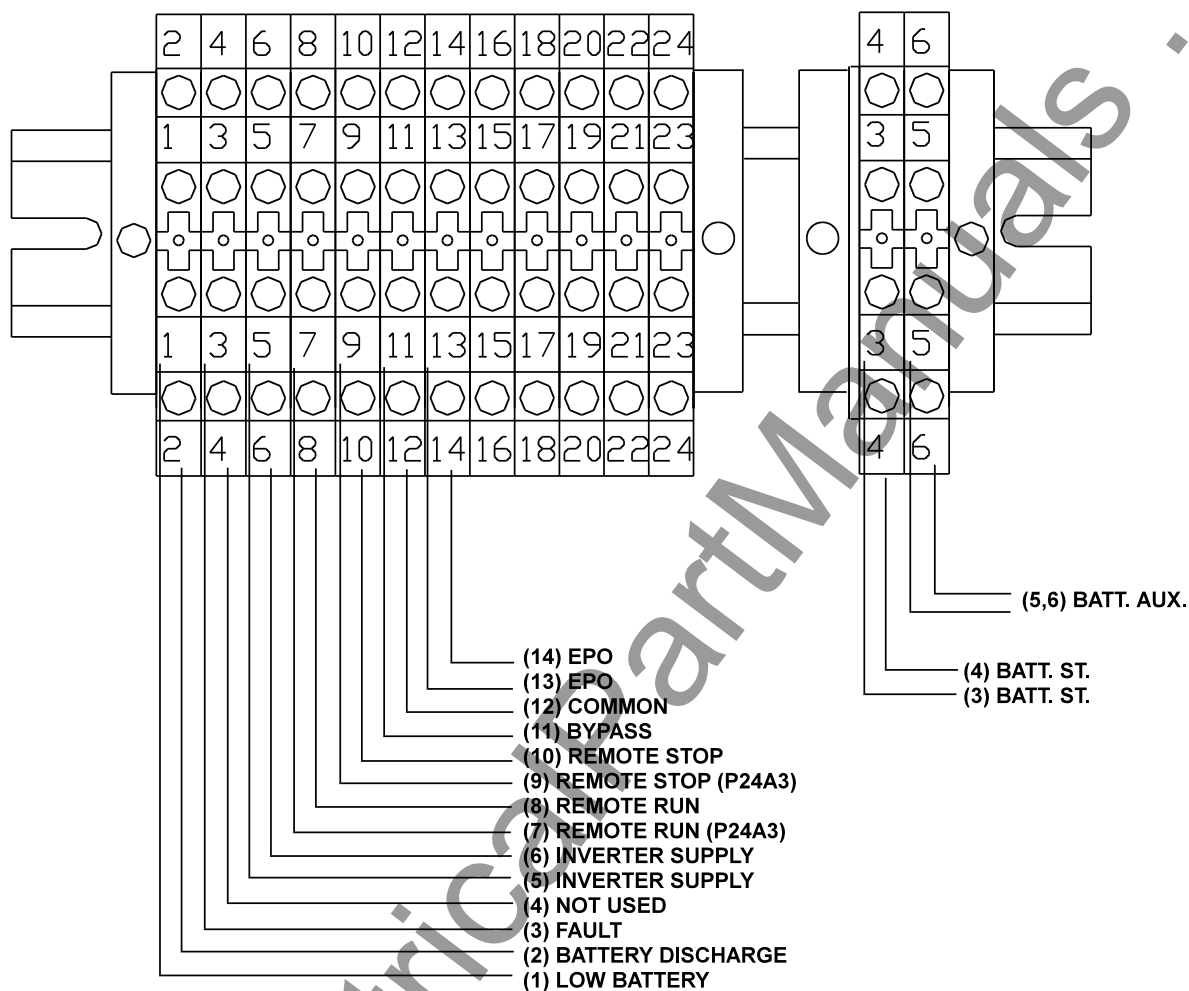 2 4 6 8 10 12 14 16 18 20 22 24
4 6
1 3 5 7 9 11 13 15 17 19 21 23
3 5
1 3 5 7 9 11 13 15 17 19 21 23
3 5
2 4 6 8 10 12 14 16 18 20 22 24
4 6
(5,6) BATT. AUX.
(4) BATT. ST.
(3) BATT. ST.
(14) EPO
(13) EPO
(12) COMMON
(11) BYPASS
(10) REMOTE STOP
(9) REMOTE STOP (P24A3)
(8) REMOTE RUN
(7) REMOTE RUN (P24A3)
(6) INVERTER SUPPLY
(5) INVERTER SUPPLY
(4) NOT USED
(3) FAULT
(2) BATTERY DISCHARGE
(1) LOW BATTERY
tricalPartManuals .